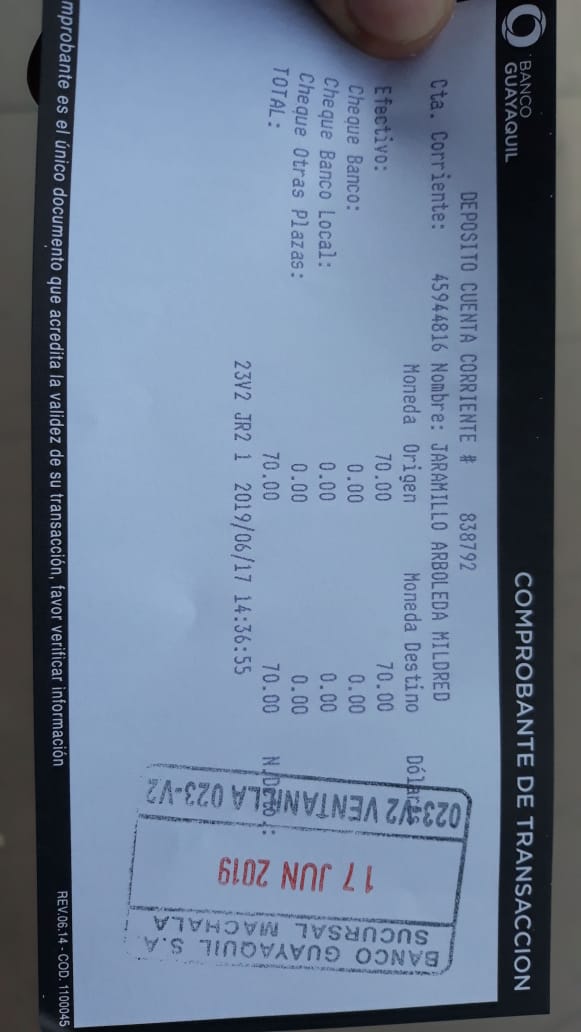 BANCO
GUAYAQUIL
COMPROBANTE DE TRANSACCION
BANCO GUAYAQUIL S.A.
SUCURSAL MACHALA
17 JUN 2019
023-V2 VENTANILLA 023-V2
DEPOSITO CUENTA CORRIENTE # 838792
Cta. Corriente: 45944816 Nombre: JARAMILLO ARBOLEDA MILDRED
Moneda Origen Moneda Destino Dólares
Efectivo: 70.00 70.00
Cheque Banco: 0.00 0.00
Cheque Banco Local: 0.00 0.00
Cheque Otras Plazas: 0.00 0.00
TOTAL: 70.00 70.00
23V2 JR2 1 2019/06/17 14:36:55
es el único documento que acredita la validez de su transacción, favor verificar información
REV.06.14 - COD. 1100045